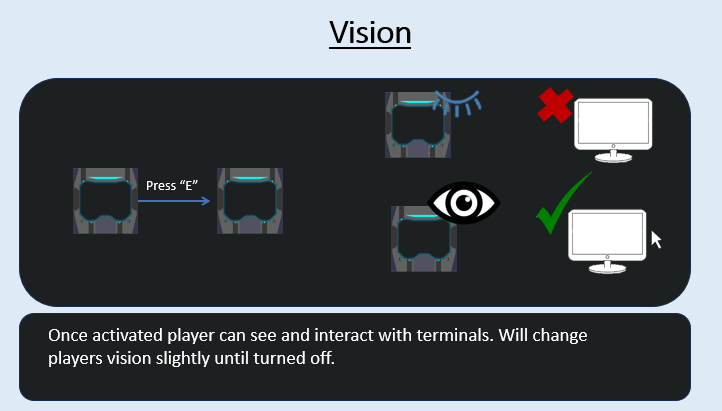 Vision
Press “E”
Once activated player can see and interact with terminals. Will change
players vision slightly until turned off.